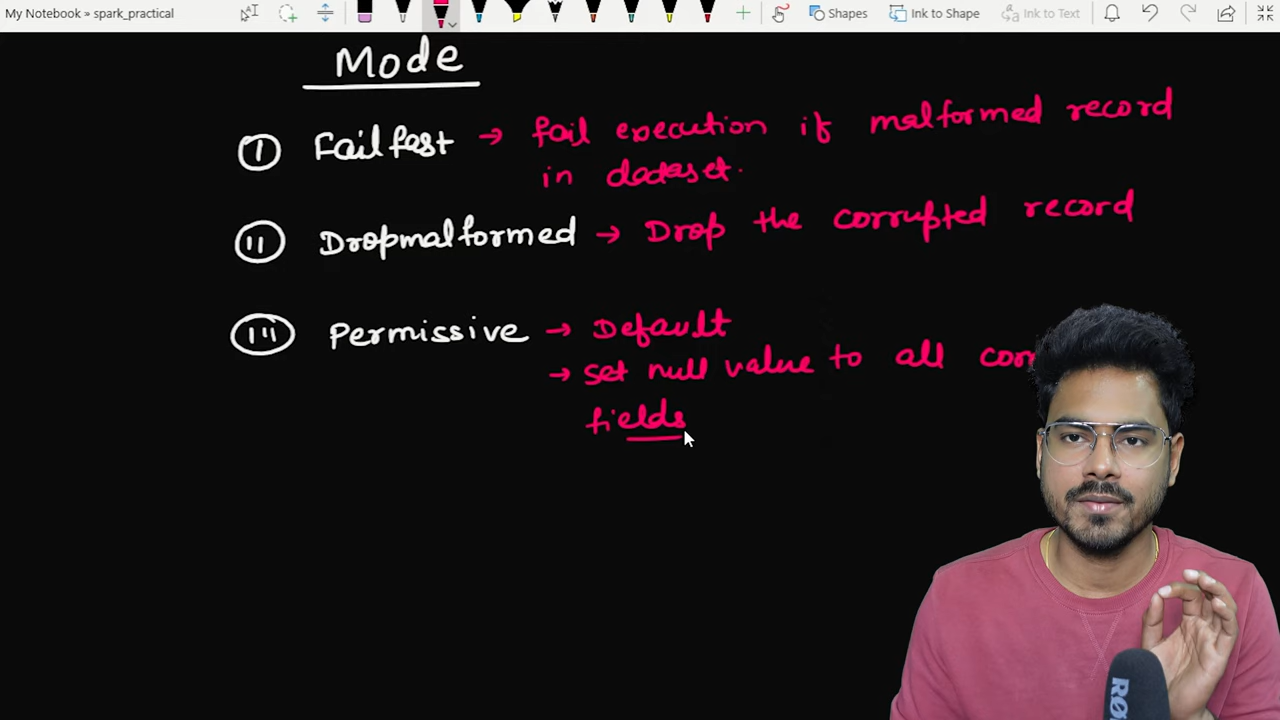 My Notebook » spark_practical
Shapes
Ink to Shape
Ink to Text
Mode
I Failfast → fail execution if malformed record
in dataset.
II Dropmalformed → Drop the corrupted record
III Permissive → Default
→ set null value to all
fields
RØ